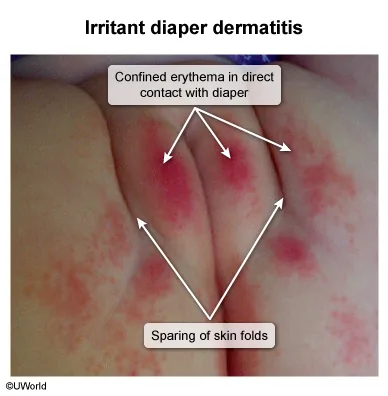 Irritant diaper dermatitis
Confined erythema in direct
contact with diaper
Sparing of skin folds
©UWorld